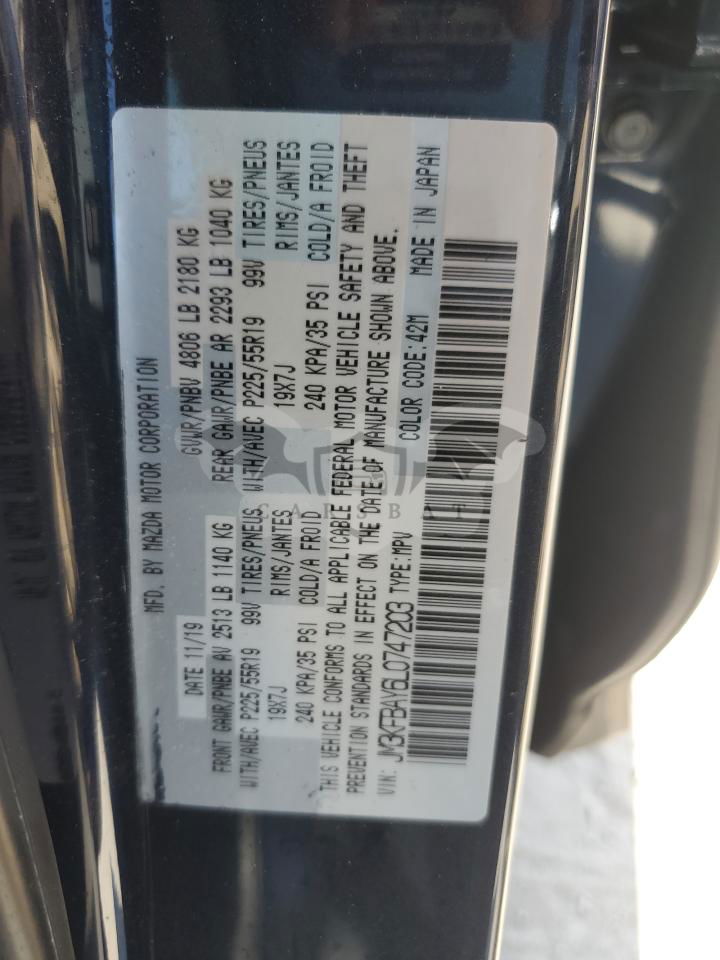 MFD. BY MAZDA MOTOR CORPORATION
DATE 11/19 GVWR/PNBV 4806 LB 2180 KG
FRONT GAWR/PNBE AV 2513 LB 1140 KG REAR GAWR/PNBE AR 2293 LB 1040 KG
WITH/AVEC P225/55R19 99V TIRES/PNEUS WITH/AVEC P225/55R19 99V TIRES/PNEUS
19X7J RIMS/JANTES 19X7J RIMS/JANTES
240 KPA/35 PSI COLD/A FROID 240 KPA/35 PSI COLD/A FROID
THIS VEHICLE CONFORMS TO ALL APPLICABLE FEDERAL MOTOR VEHICLE SAFETY AND THEFT
PREVENTION STANDARDS IN EFFECT ON THE DATE OF MANUFACTURE SHOWN ABOVE.
VIN: JM3KFBAY6L0747203 TYPE:MPV COLOR CODE:42M MADE IN JAPAN
CARSBAT